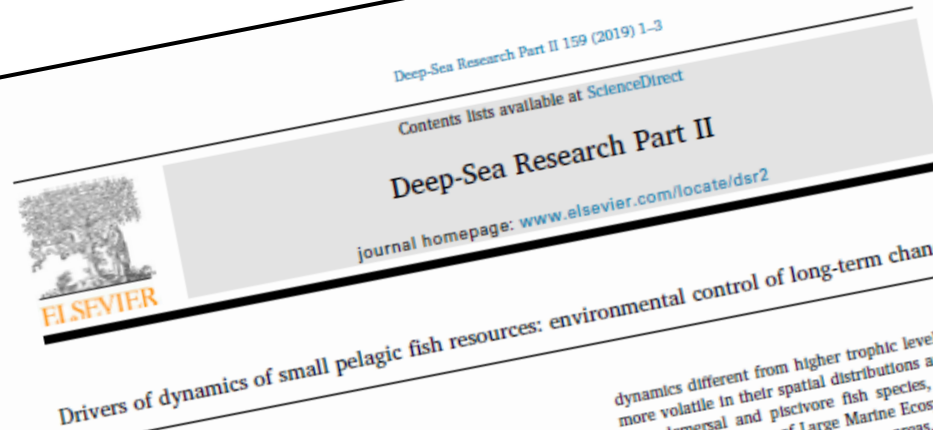 Deep-Sea Research Part II 159 (2019) 1–3
Contents lists available at ScienceDirect
Deep-Sea Research Part II
journal homepage: www.elsevier.com/locate/dsr2
ELSEVIER
Drivers of dynamics of small pelagic fish resources: environmental control of long-term chan
dynamics different from higher trophic level
more volatile in their spatial distributions a
and piscivore fish species,
of Large Marine Ecos